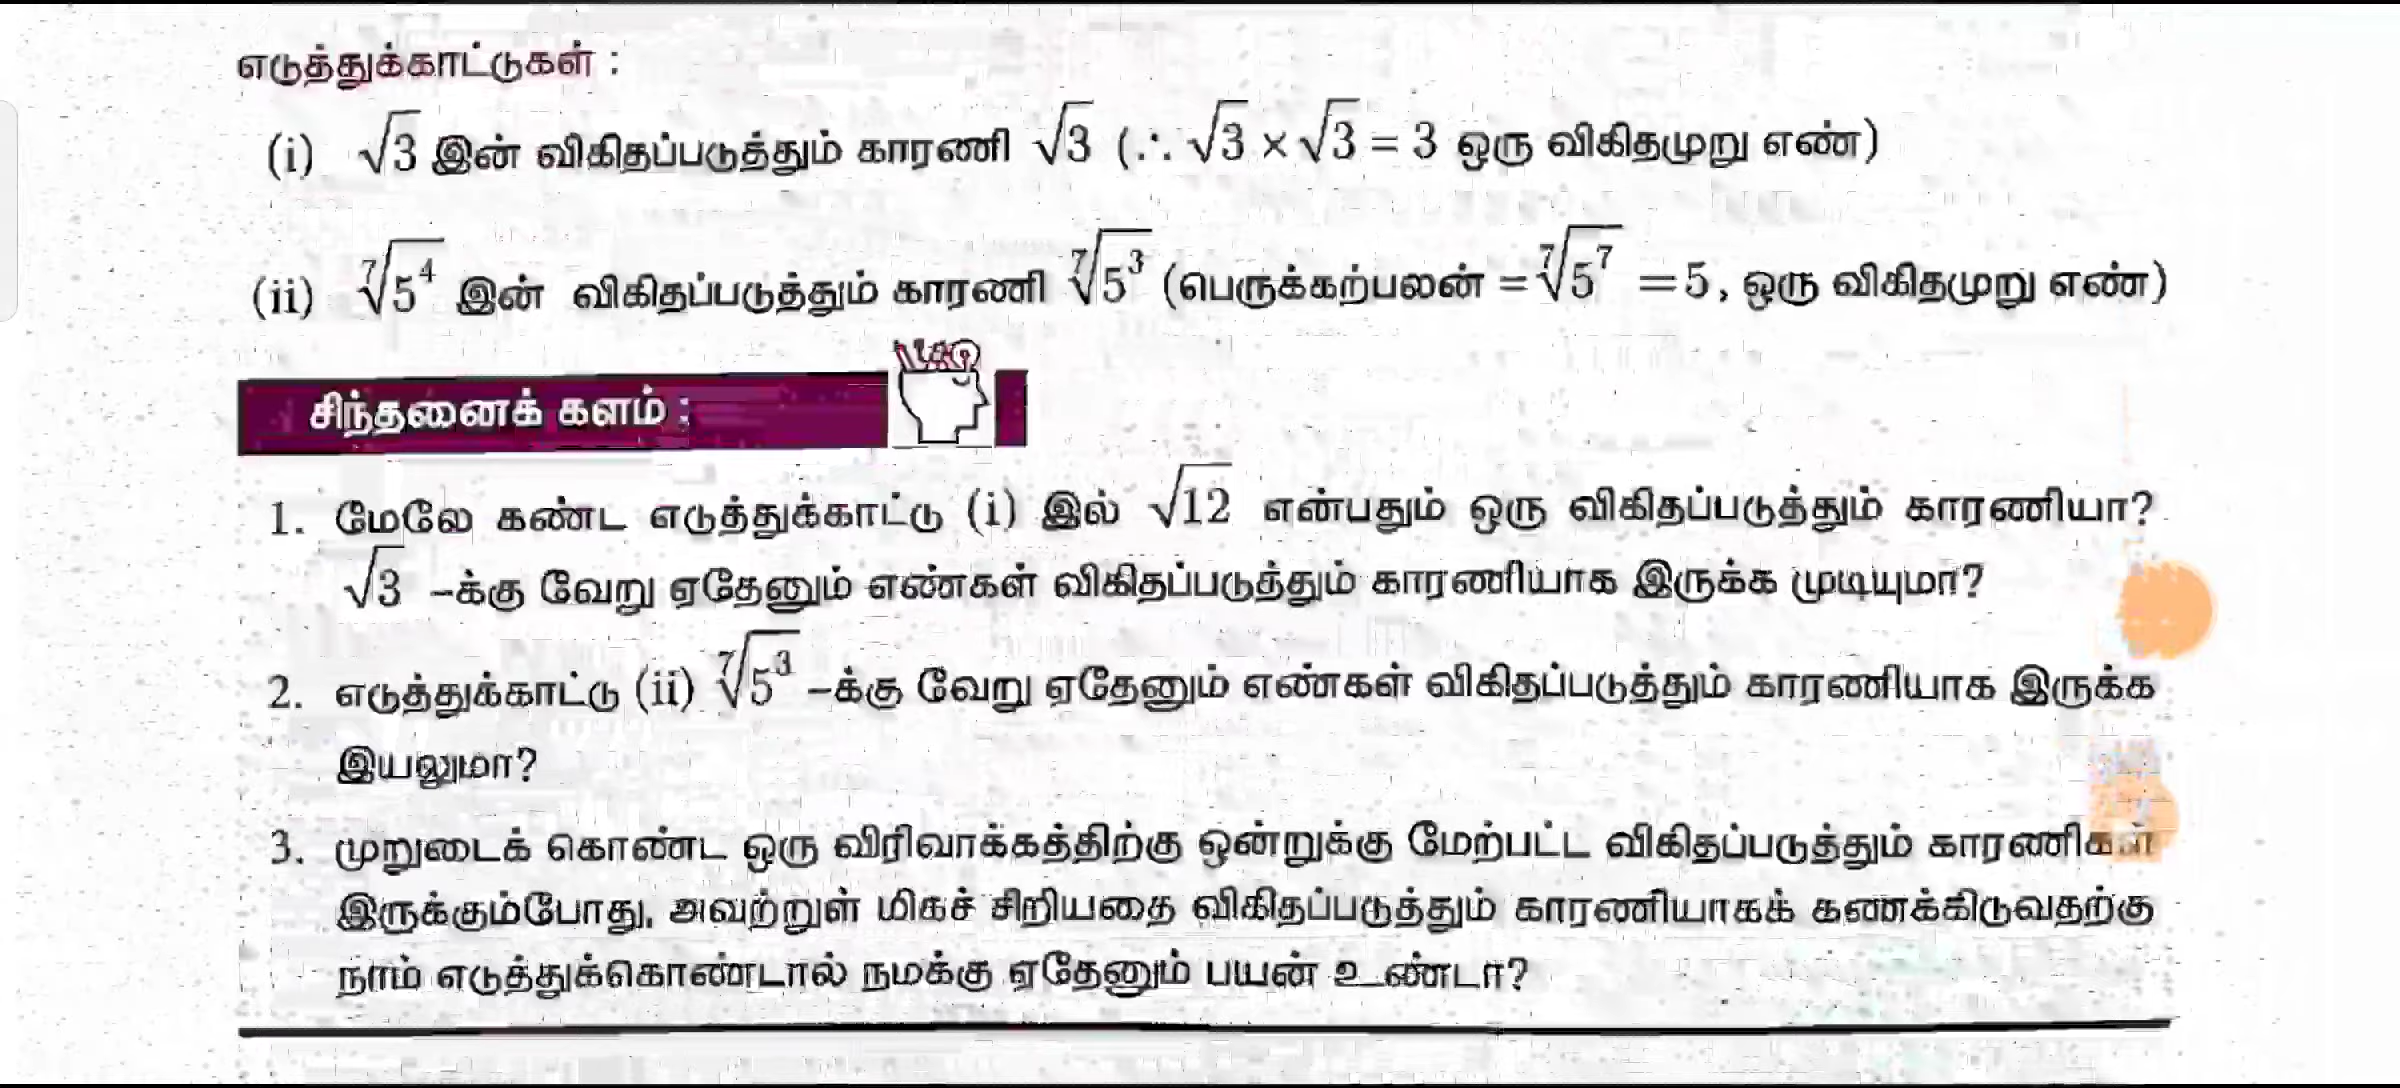 எடுத்துக்காட்டுகள் :
(i) √3 இன் விகிதப்படுத்தும் காரணி √3 (∴ √3 × √3 = 3 ஒரு விகிதமுறு எண்)
(ii) ⁷√5⁴ இன் விகிதப்படுத்தும் காரணி ⁷√5³ (பெருக்கற்பலன் = ⁷√5⁷ = 5, ஒரு விகிதமுறு எண்)
சிந்தனைக் களம் :
1. மேலே கண்ட எடுத்துக்காட்டு (i) இல் √12 என்பதும் ஒரு விகிதப்படுத்தும் காரணியா?
√3 –க்கு வேறு ஏதேனும் எண்கள் விகிதப்படுத்தும் காரணியாக இருக்க முடியுமா?
2. எடுத்துக்காட்டு (ii) ⁷√5³ –க்கு வேறு ஏதேனும் எண்கள் விகிதப்படுத்தும் காரணியாக இருக்க
இயலுமா?
3. முறுடைக் கொண்ட ஒரு விரிவாக்கத்திற்கு ஒன்றுக்கு மேற்பட்ட விகிதப்படுத்தும் காரணிகள்
இருக்கும்போது, அவற்றுள் மிகச் சிறியதை விகிதப்படுத்தும் காரணியாகக் கணக்கிடுவதற்கு
நாம் எடுத்துக்கொண்டால் நமக்கு ஏதேனும் பயன் உண்டா?